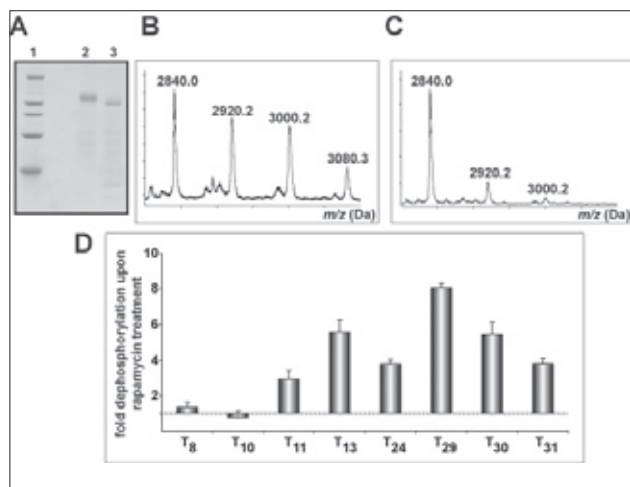 A
1 2 3
B
2840.0
2920.2
3000.2
3080.3
m/z (Da)
C
2840.0
2920.2
3000.2
m/z (Da)
D
fold dephosphorylation upon
rapamycin treatment
10
8
6
4
2
T8 T10 T11 T13 T24 T29 T30 T31